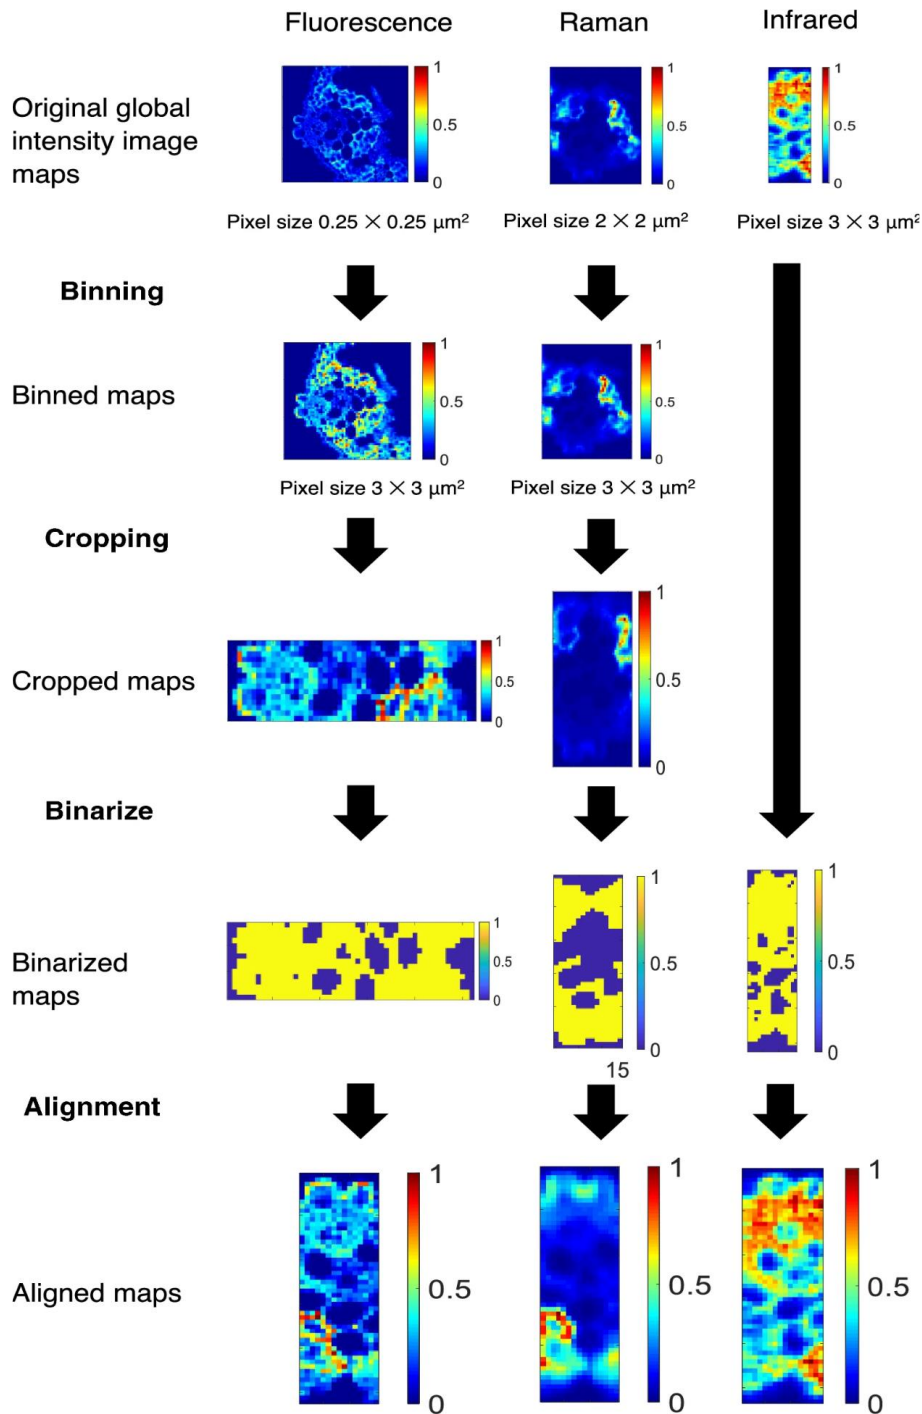 Fluorescence Raman Infrared
Original global
intensity image
maps
1
0.5
0
1
0.5
0
1
0.5
0
Pixel size 0.25 × 0.25 μm² Pixel size 2 × 2 μm² Pixel size 3 × 3 μm²
Binning
Binned maps
1
0.5
0
1
0.5
0
Pixel size 3 × 3 μm² Pixel size 3 × 3 μm²
Cropping
Cropped maps
1
0.5
0
1
0.5
0
Binarize
Binarized
maps
1
0.5
0
1
0.5
0
1
0.5
0
15
Alignment
Aligned maps
1
0.5
0
1
0.5
0
1
0.5
0